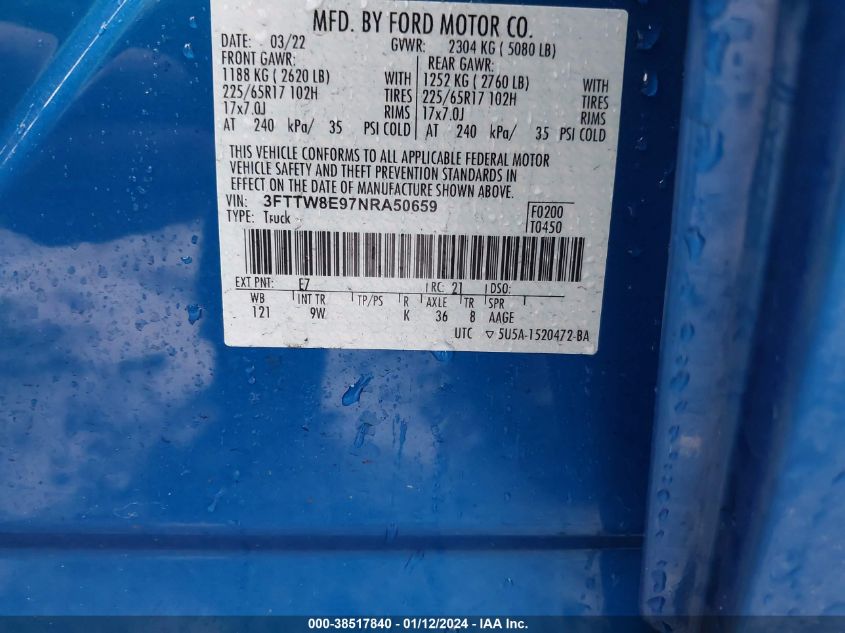 MFD. BY FORD MOTOR CO.
DATE: 03/22 GVWR: 2304 KG ( 5080 LB)
FRONT GAWR: REAR GAWR:
1188 KG ( 2620 LB) WITH 1252 KG ( 2760 LB) WITH
225/65R17 102H TIRES 225/65R17 102H TIRES
17x7.0J RIMS 17x7.0J RIMS
AT 240 kPa/ 35 PSI COLD AT 240 kPa/ 35 PSI COLD
THIS VEHICLE CONFORMS TO ALL APPLICABLE FEDERAL MOTOR
VEHICLE SAFETY AND THEFT PREVENTION STANDARDS IN
EFFECT ON THE DATE OF MANUFACTURE SHOWN ABOVE.
VIN: 3FTTW8E97NRA50659 F0200
TYPE: Truck T0450
EXT PNT: E7 RC: 21 DSO:
WB INT TR TP/PS R AXLE TR SPR
121 9W K 36 8 AAGE
UTC ▽ 5U5A-1520472-BA
000-38517840 - 01/12/2024 - IAA Inc.